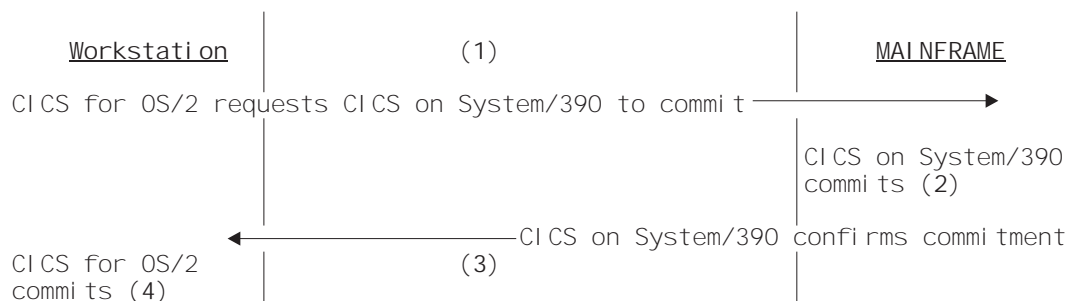 Workstation (1) MAINFRAME
CICS for OS/2 requests CICS on System/390 to commit
CICS on System/390
commits (2)
CICS on System/390 confirms commitment
CICS for OS/2 (3)
commits (4)